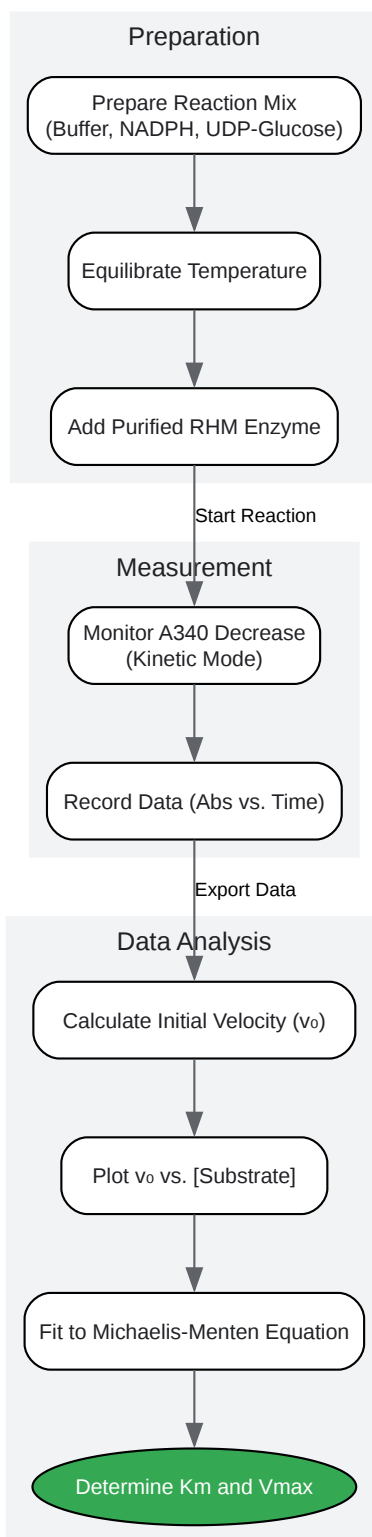 Preparation
Prepare Reaction Mix
(Buffer, NADPH, UDP-Glucose)
Equilibrate Temperature
Add Purified RHM Enzyme
Start Reaction
Measurement
Monitor A340 Decrease
(Kinetic Mode)
Record Data (Abs vs. Time)
Export Data
Data Analysis
Calculate Initial Velocity (v₀)
Plot v₀ vs. [Substrate]
Fit to Michaelis-Menten Equation
Determine Km and Vmax